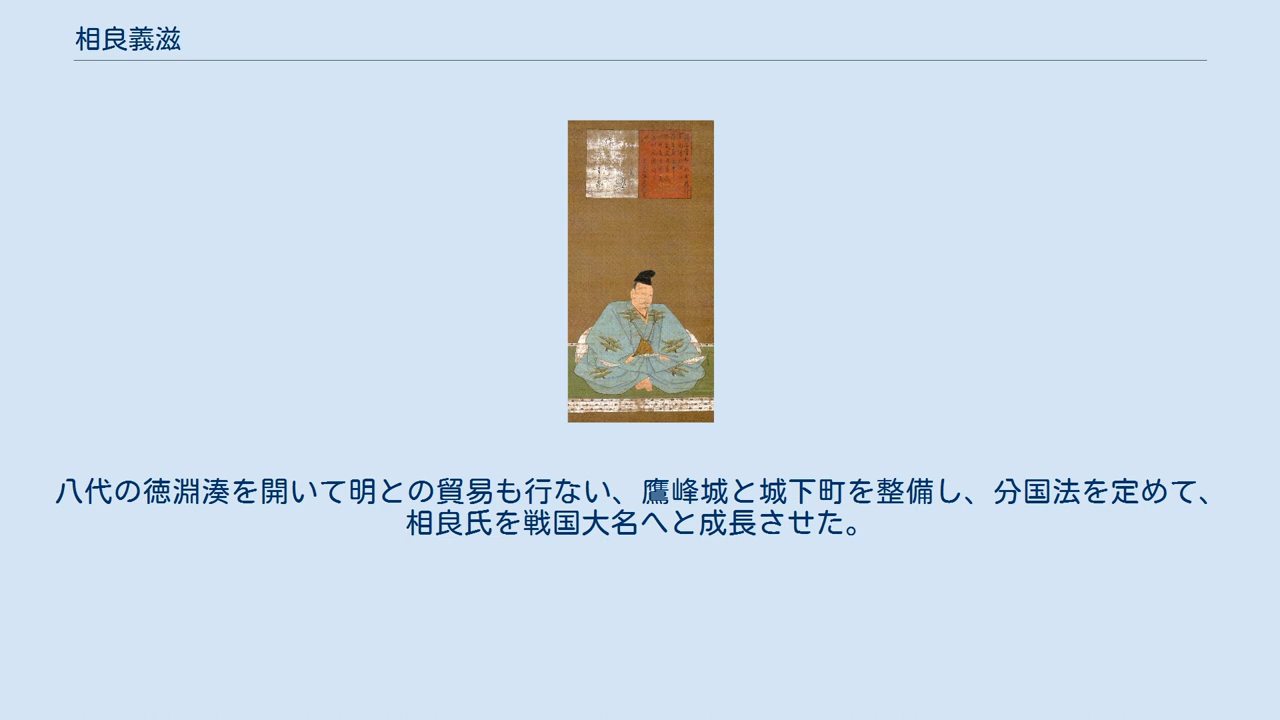 相良義滋
八代の徳淵湊を開いて明との貿易も行ない、鷹峰城と城下町を整備し、分国法を定めて、
相良氏を戦国大名へと成長させた。